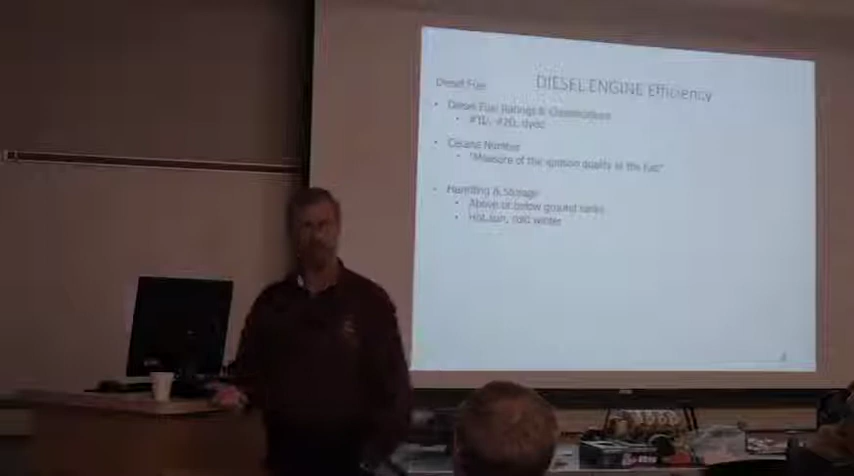 DIESEL ENGINE Efficiency
Diesel Fuel
Diesel Fuel Ratings & Classifications
#1D, #2D, dyed
Cetane Number
"Measure of the ignition quality of the fuel"
Handling & Storage
Above or below ground tanks
Hot sun, cold winter